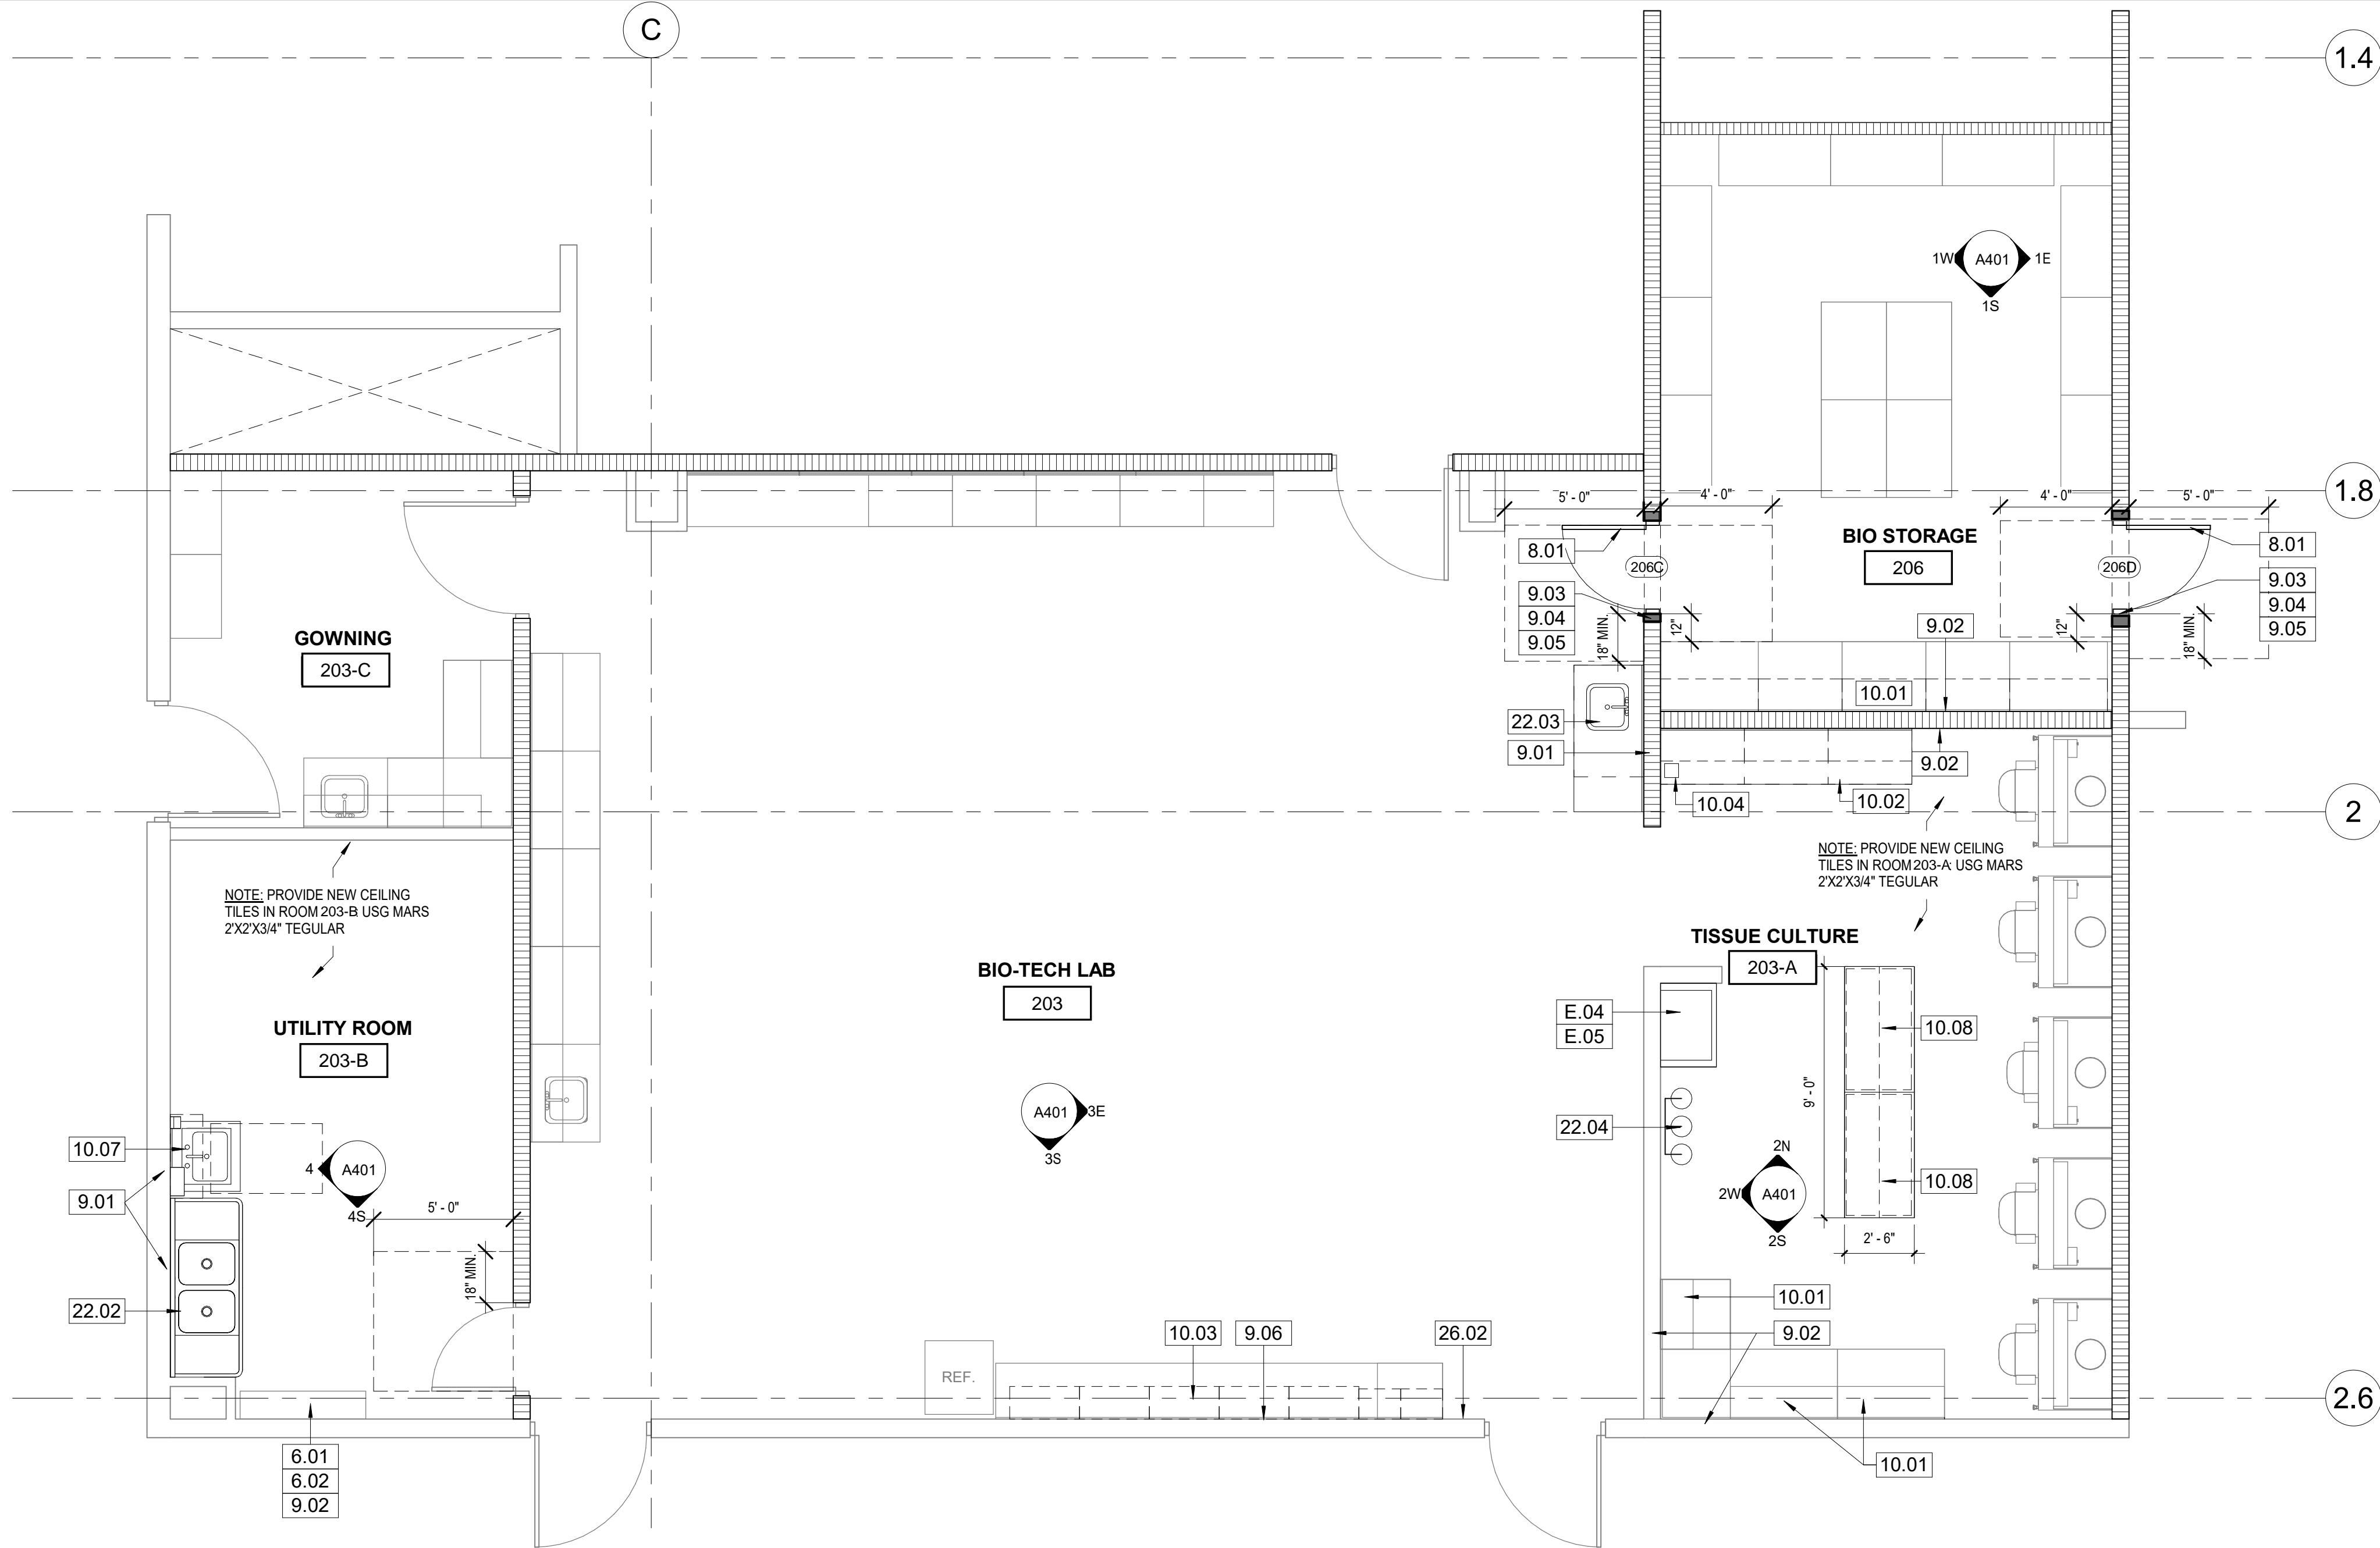 C
1.4
1W
A401
1E
1S
1.8
5' - 0"
4' - 0"
4' - 0"
5' - 0"
8.01
206C
BIO STORAGE
206
206D
8.01
9.03
9.04
9.05
9.03
9.04
9.05
18" MIN.
12"
9.02
12"
18" MIN.
GOWNING
203-C
10.01
22.03
9.01
9.02
10.04
10.02
2
NOTE: PROVIDE NEW CEILING
TILES IN ROOM 203-A: USG MARS
2'X2'X3/4" TEGULAR
NOTE: PROVIDE NEW CEILING
TILES IN ROOM 203-B: USG MARS
2'X2'X3/4" TEGULAR
TISSUE CULTURE
203-A
BIO-TECH LAB
203
E.04
E.05
10.08
UTILITY ROOM
203-B
9' - 0"
A401
3E
3S
22.04
10.07
4
A401
4S
9.01
2N
2W
A401
2S
10.08
5' - 0"
2' - 6"
18" MIN.
22.02
10.01
10.03
9.06
26.02
9.02
REF.
2.6
6.01
6.02
9.02
10.01